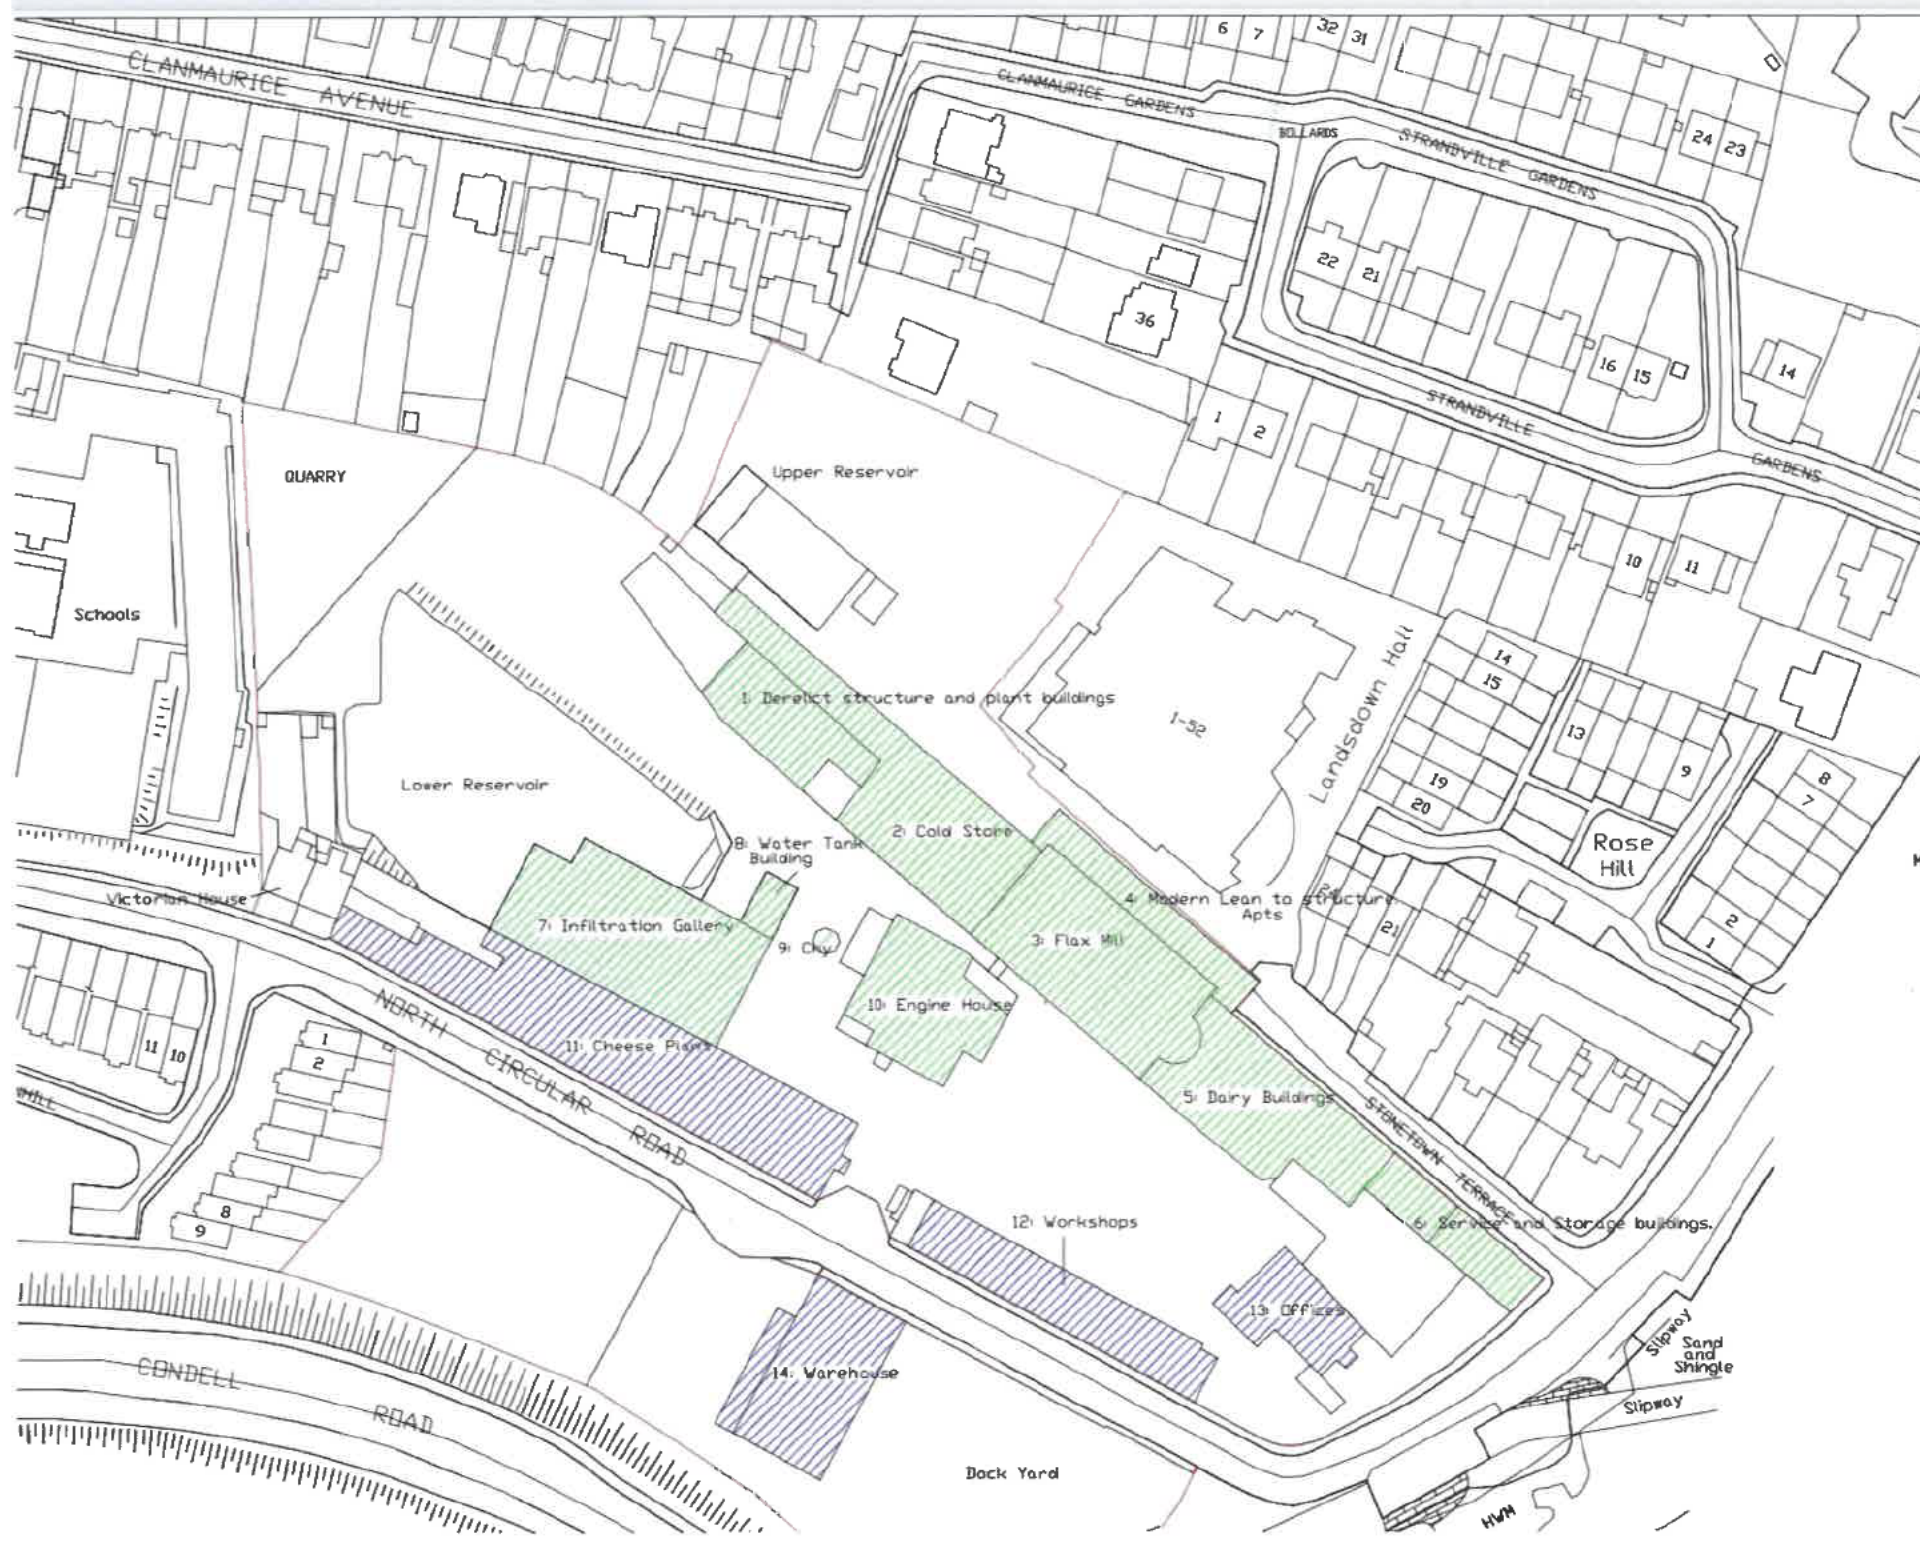 CLANMAURICE AVENUE
CLANMAURICE GARDENS
6 7
32 31
BOLLARDS
STRANDVILLE GARDENS
24 23
22 21
36
16 15
14
STRANDVILLE GARDENS
1 2
10 11
QUARRY
Upper Reservoir
Schools
1: Derelict structure and plant buildings
1-52
Landsdown Hall
14
15
13
9
8
7
19
20
Rose
Hill
2
1
Lower Reservoir
2: Cold Store
8: Water Tank
Building
Victorian House
7: Infiltration Gallery
9: Chy
3: Flax Mill
4: Modern Lean to structure
Apts
21
10: Engine House
11: Cheese Plant
NORTH CIRCULAR ROAD
11 10
1
2
8
9
5: Dairy Buildings
STONETOWN TERRACE
6: Service and Storage buildings.
12: Workshops
13: Offices
14: Warehouse
CONDELL ROAD
Dock Yard
Slipway
Sand
and
Shingle
Slipway
HWM